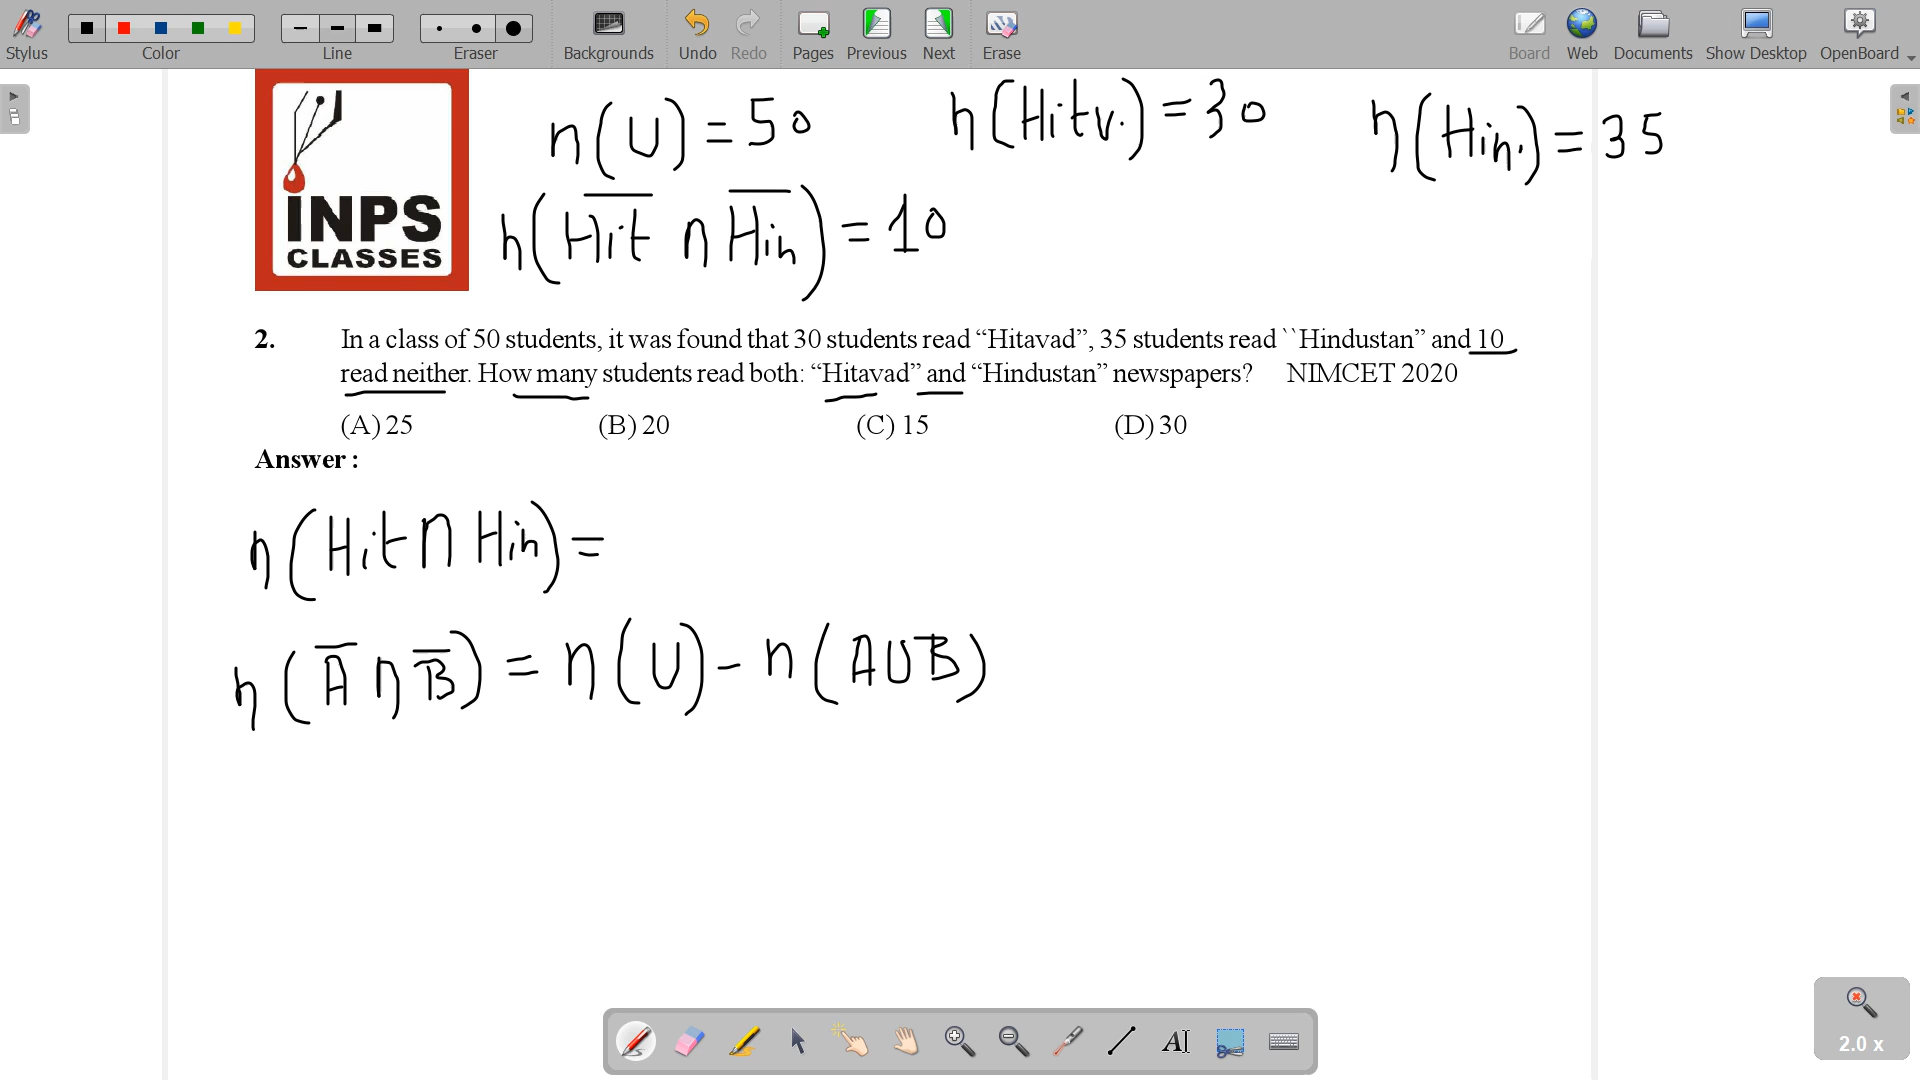 Stylus Color Line Eraser Backgrounds Undo Redo Pages Previous Next Erase Board Web Documents Show Desktop OpenBoard
n(U) = 50 n(Hitv.) = 30 n(Hin.) = 35
n(H̅i̅t̅ ∩ H̅i̅n̅) = 10
iNPS
CLASSES
2. In a class of 50 students, it was found that 30 students read “Hitavad”, 35 students read ``Hindustan” and 10
read neither. How many students read both: “Hitavad” and “Hindustan” newspapers? NIMCET 2020
(A) 25 (B) 20 (C) 15 (D) 30
Answer :
n(Hit ∩ Hin) =
n(A̅ ∩ B̅) = n(U) - n(A∪B)
2.0 x